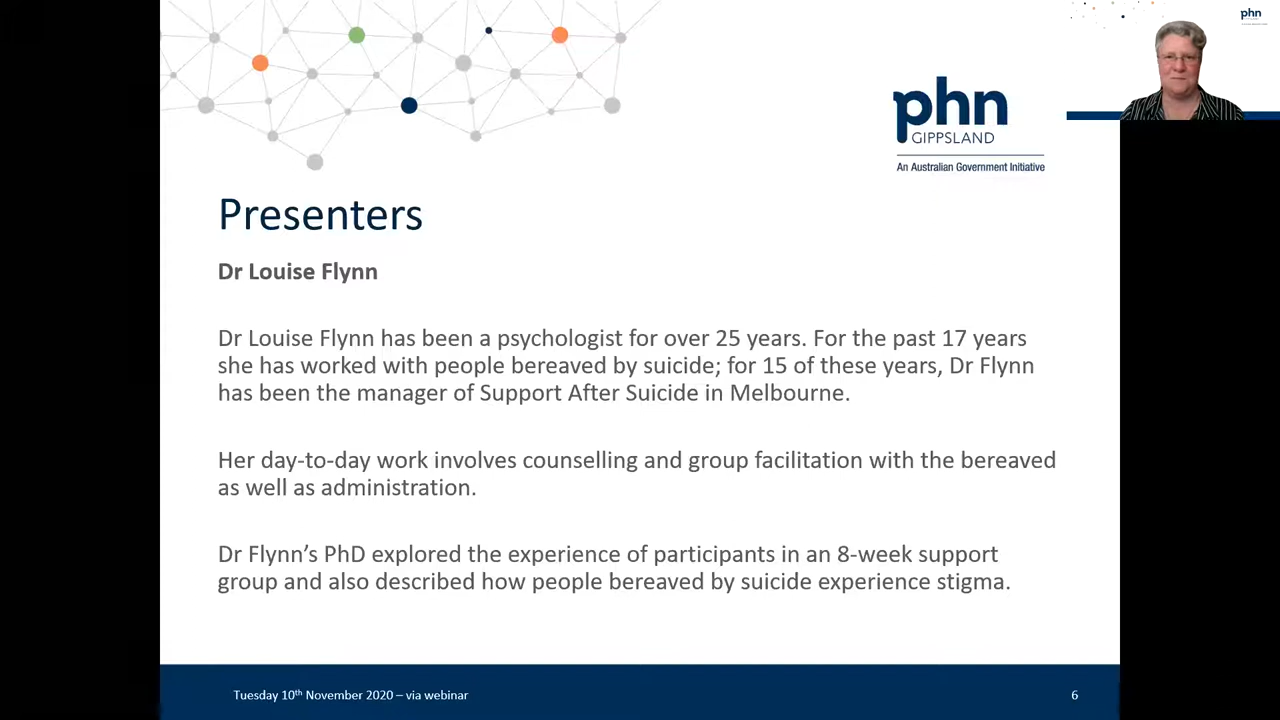 phn
GIPPSLAND
An Australian Government Initiative
phn
Presenters
Dr Louise Flynn
Dr Louise Flynn has been a psychologist for over 25 years. For the past 17 years
she has worked with people bereaved by suicide; for 15 of these years, Dr Flynn
has been the manager of Support After Suicide in Melbourne.
Her day-to-day work involves counselling and group facilitation with the bereaved
as well as administration.
Dr Flynn’s PhD explored the experience of participants in an 8-week support
group and also described how people bereaved by suicide experience stigma.
Tuesday 10th November 2020 – via webinar
6